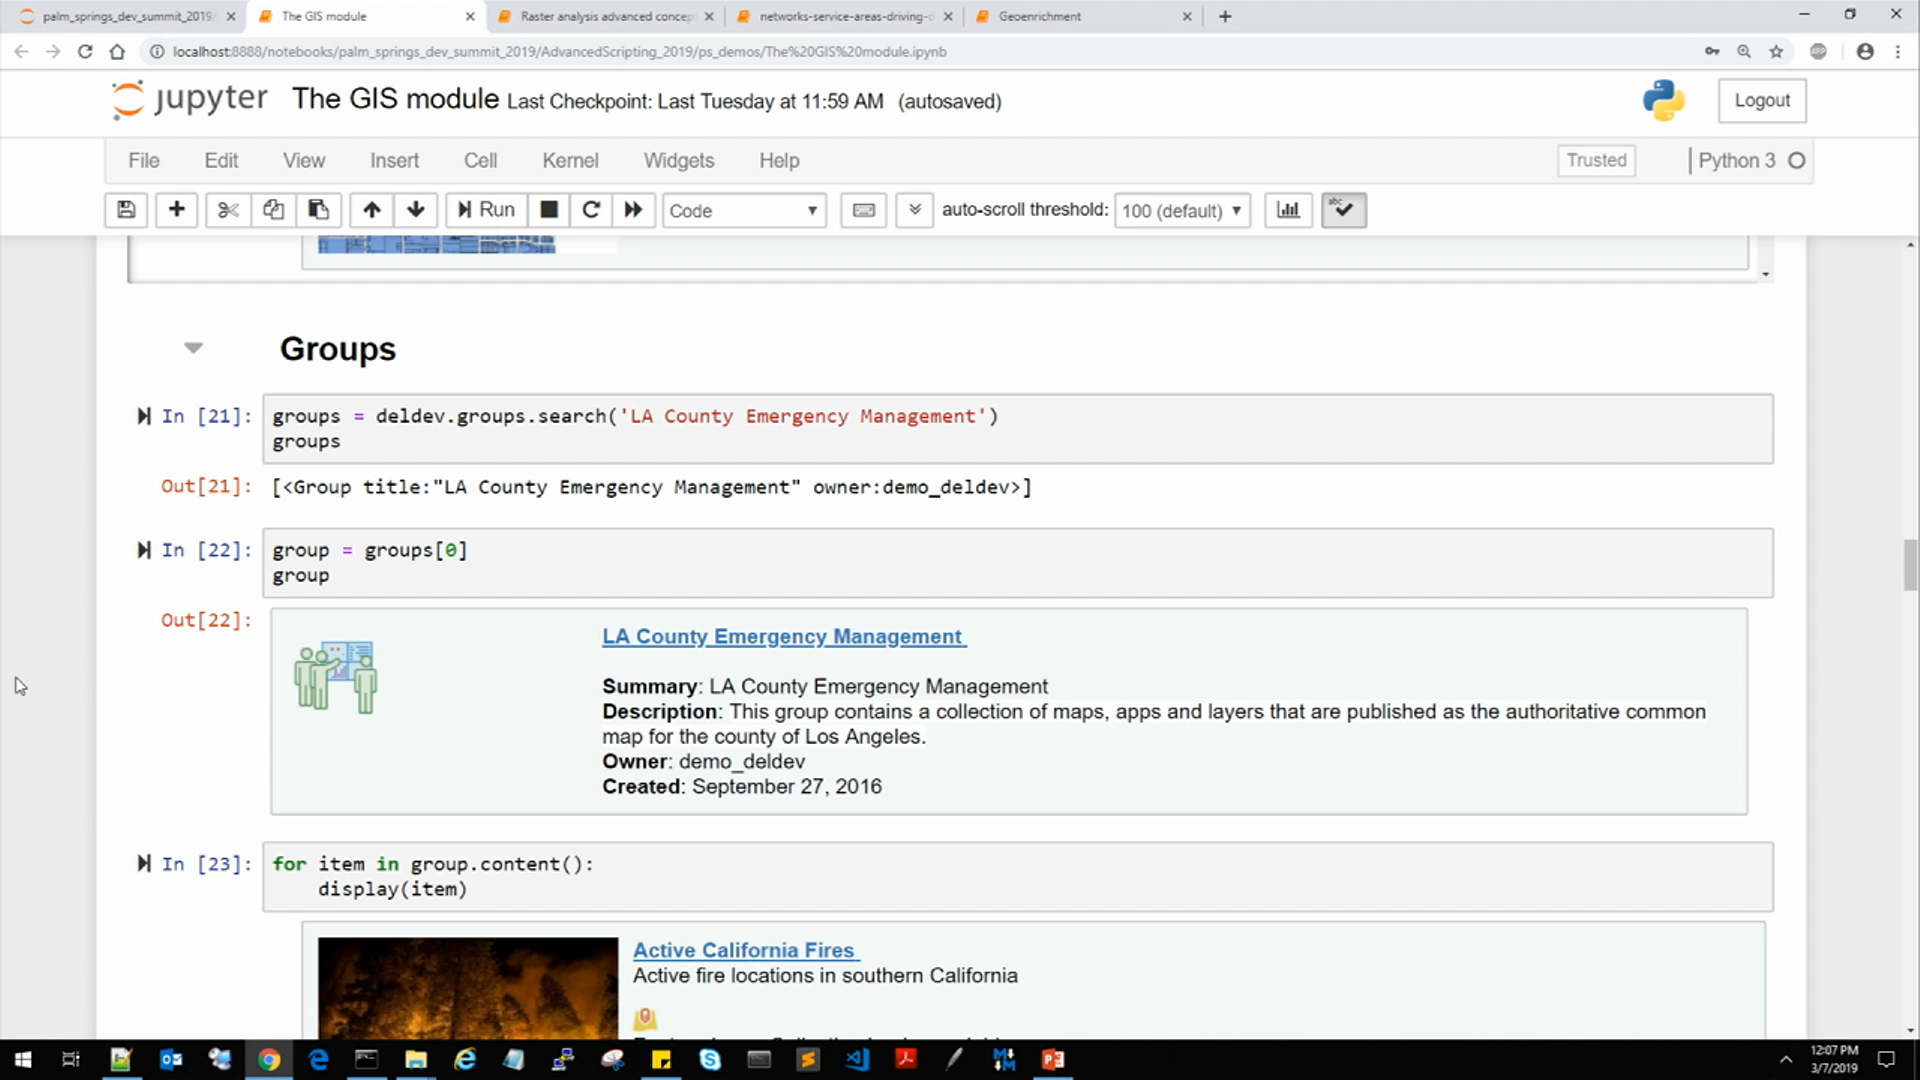 palm_springs_dev_summit_2019/
The GIS module
Raster analysis advanced concep
networks-service-areas-driving-d
Geoenrichment
localhost:8888/notebooks/palm_springs_dev_summit_2019/AdvancedScripting_2019/ps_demos/The%20GIS%20module.ipynb
jupyter The GIS module Last Checkpoint: Last Tuesday at 11:59 AM (autosaved)
Logout
File Edit View Insert Cell Kernel Widgets Help
Trusted
Python 3
Run
Code
auto-scroll threshold: 100 (default)
abc
Groups
In [21]: groups = deldev.groups.search('LA County Emergency Management')
groups
Out[21]: [<Group title:"LA County Emergency Management" owner:demo_deldev>]
In [22]: group = groups[0]
group
Out[22]:
LA County Emergency Management
Summary: LA County Emergency Management
Description: This group contains a collection of maps, apps and layers that are published as the authoritative common
map for the county of Los Angeles.
Owner: demo_deldev
Created: September 27, 2016
In [23]: for item in group.content():
display(item)
Active California Fires
Active fire locations in southern California
12:07 PM
3/7/2019